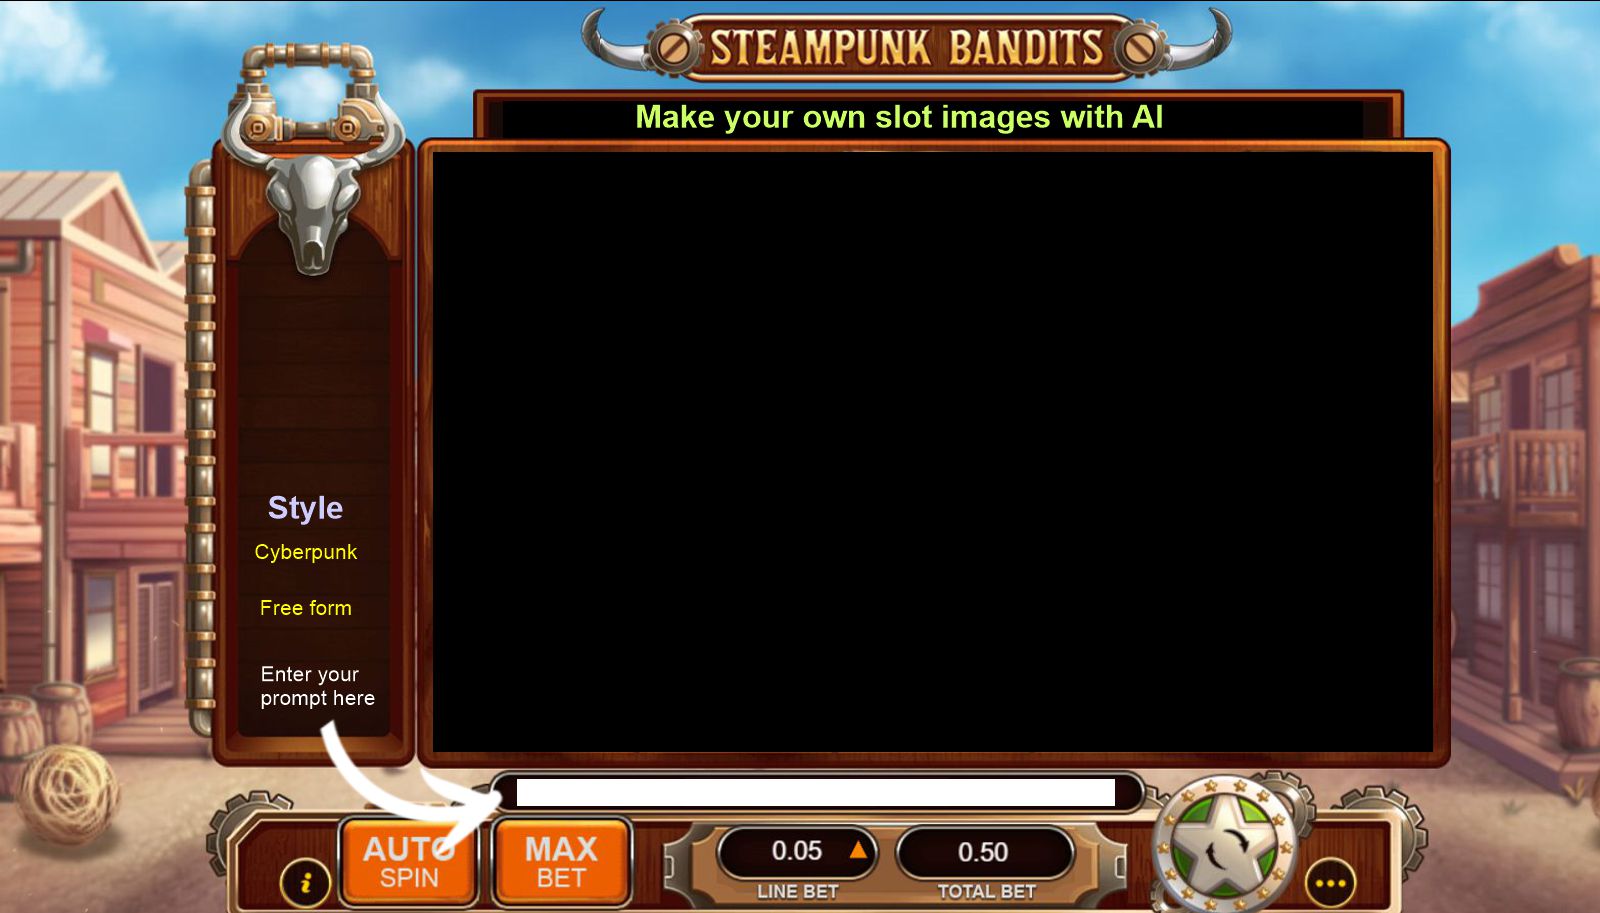 STEAMPUNK BANDITS
Make your own slot images with AI
Style
Cyberpunk
Free form
Enter your
prompt here
AUTO
SPIN
MAX
BET
0.05
LINE BET
0.50
TOTAL BET
i